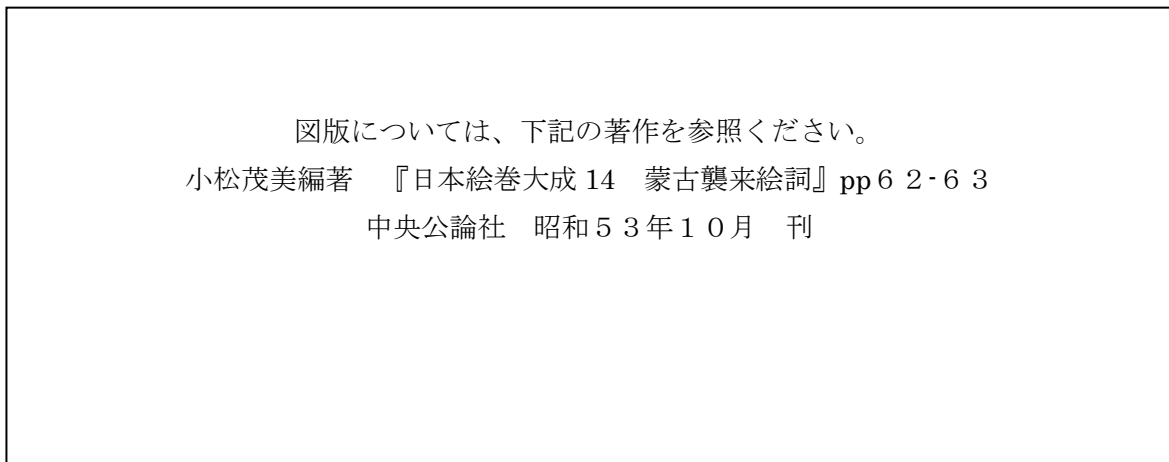 図版については、下記の著作を参照ください。
小松茂美編著　『日本絵巻大成 14　蒙古襲来絵詞』pp６２-６３
中央公論社　昭和５３年１０月　刊